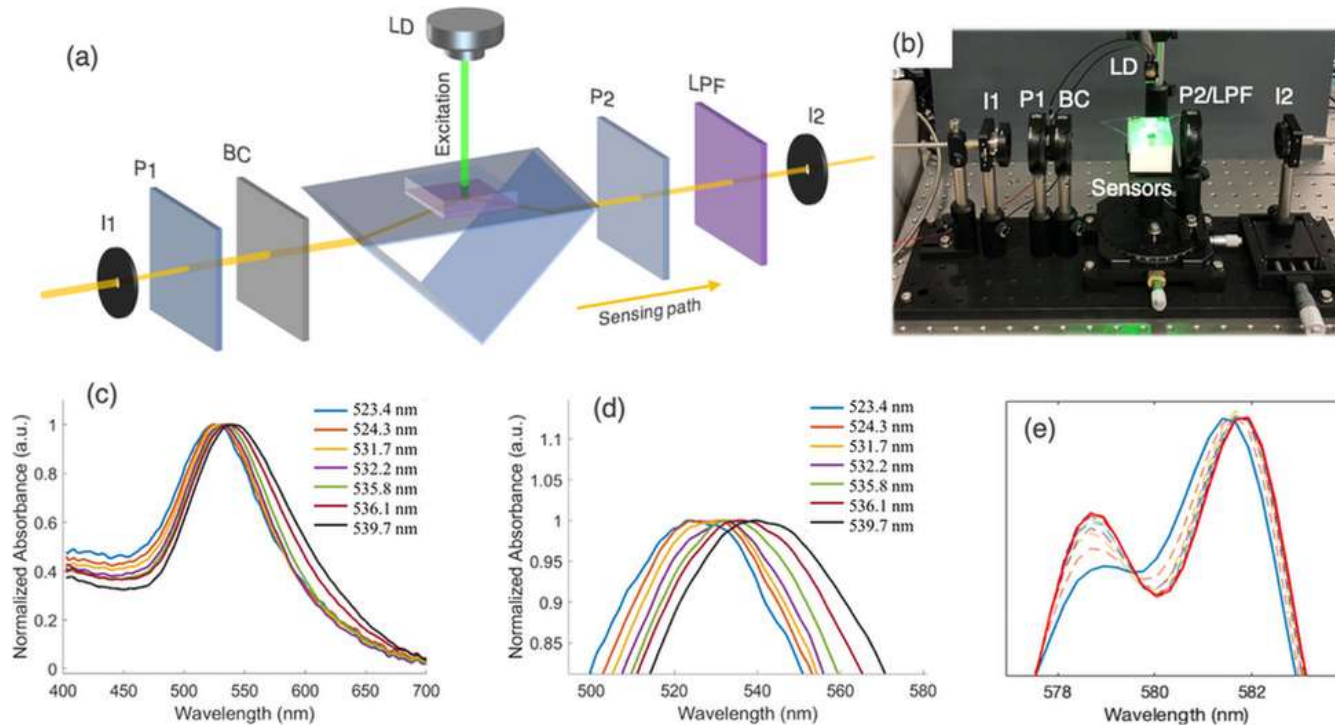 (a)
LD
Excitation
P1
BC
I1
P2
LPF
I2
Sensing path
(b)
LD
I1
P1
BC
P2/LPF
I2
Sensors
(c)
523.4 nm
524.3 nm
531.7 nm
532.2 nm
535.8 nm
536.1 nm
539.7 nm
Normalized Absorbance (a.u.)
1
0.8
0.6
0.4
0.2
0
400
450
500
550
600
650
700
Wavelength (nm)
(d)
523.4 nm
524.3 nm
531.7 nm
532.2 nm
535.8 nm
536.1 nm
539.7 nm
Normalized Absorbance (a.u.)
1.1
1.05
1
0.95
0.9
0.85
500
520
540
560
580
Wavelength (nm)
(e)
578
580
582
Wavelength (nm)